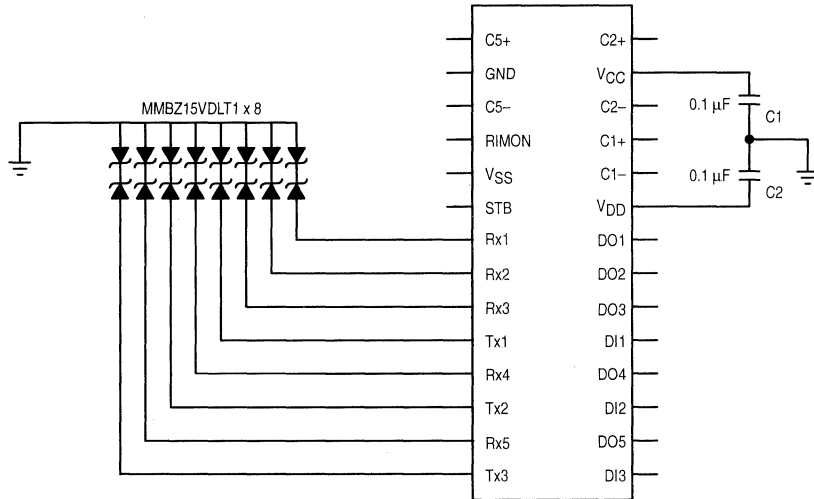 C5+
C2+
GND
VCC
MMBZ15VDLT1 x 8
C5–
C2–
0.1 µF
C1
RIMON
C1+
VSS
C1–
0.1 µF
C2
STB
VDD
Rx1
DO1
Rx2
DO2
Rx3
DO3
Tx1
DI1
Rx4
DO4
Tx2
DI2
Rx5
DO5
Tx3
DI3